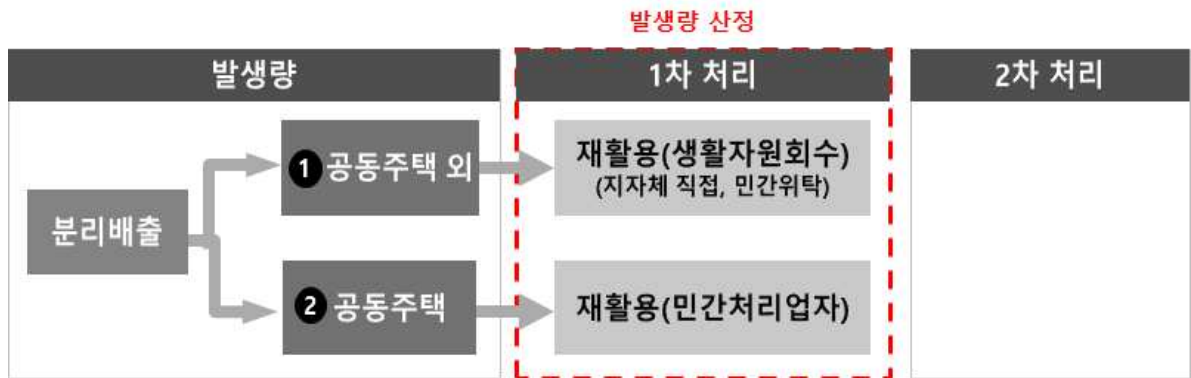 발생량 산정
발생량
1차 처리
2차 처리
분리배출
❶ 공동주택 외
재활용(생활자원회수)
(지자체 직접, 민간위탁)
❷ 공동주택
재활용(민간처리업자)